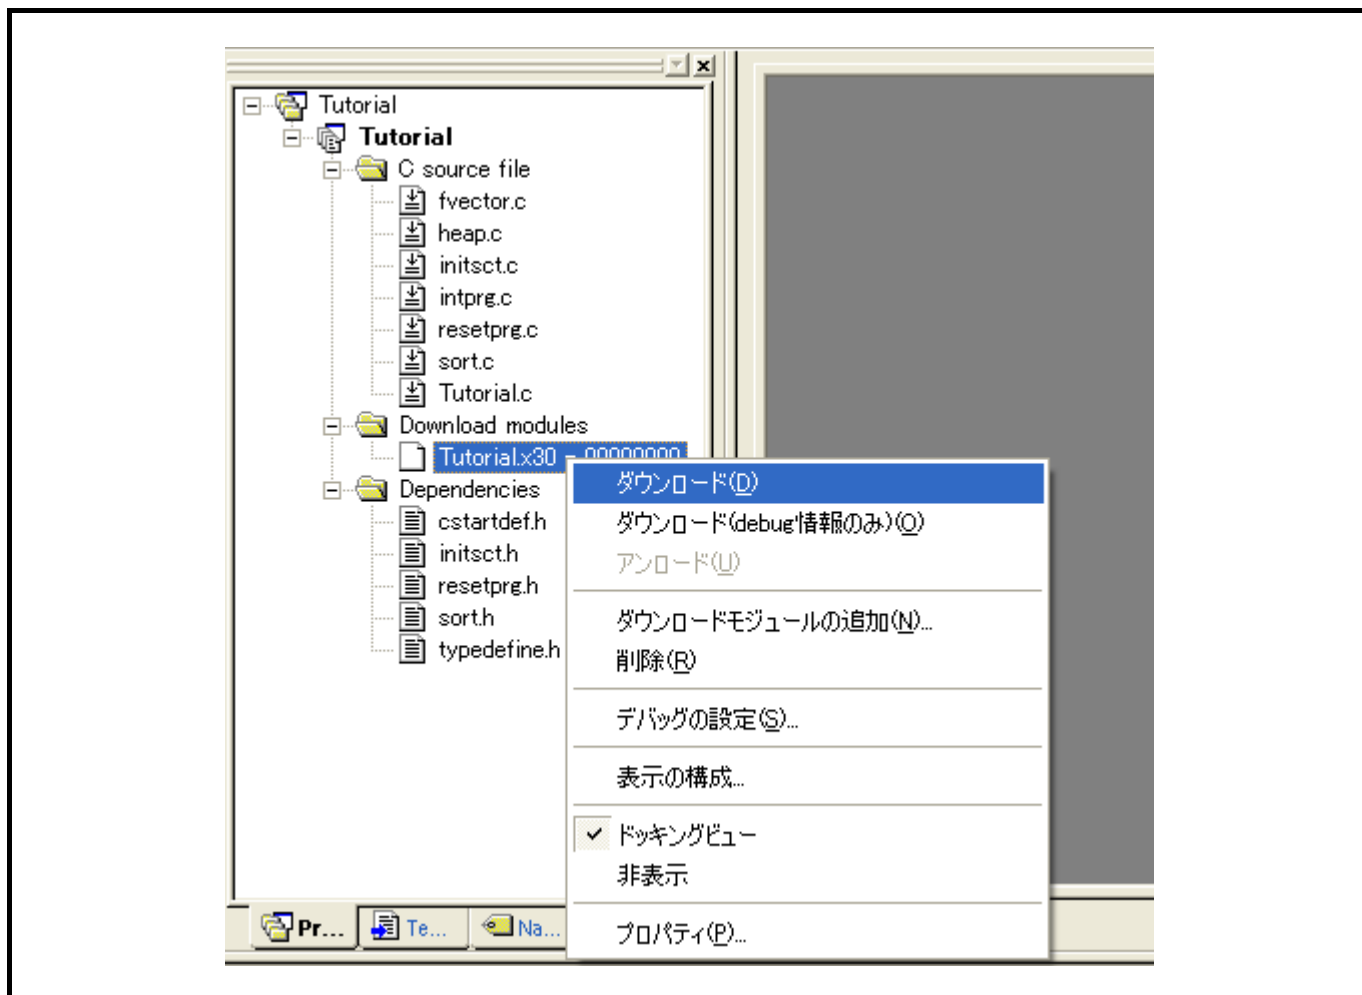 Tutorial
Tutorial
C source file
fvector.c
heap.c
initsct.c
intprg.c
resetprg.c
sort.c
Tutorial.c
Download modules
Tutorial.x30 - 00000000
Dependencies
cstartdef.h
initsct.h
resetprg.h
sort.h
typedefine.h
ダウンロード(D)
ダウンロード(debug情報のみ)(O)
アンロード(U)
ダウンロードモジュールの追加(N)...
削除(R)
デバッグの設定(S)...
表示の構成...
ドッキングビュー
非表示
プロパティ(P)...
Pr...
Te...
Na...